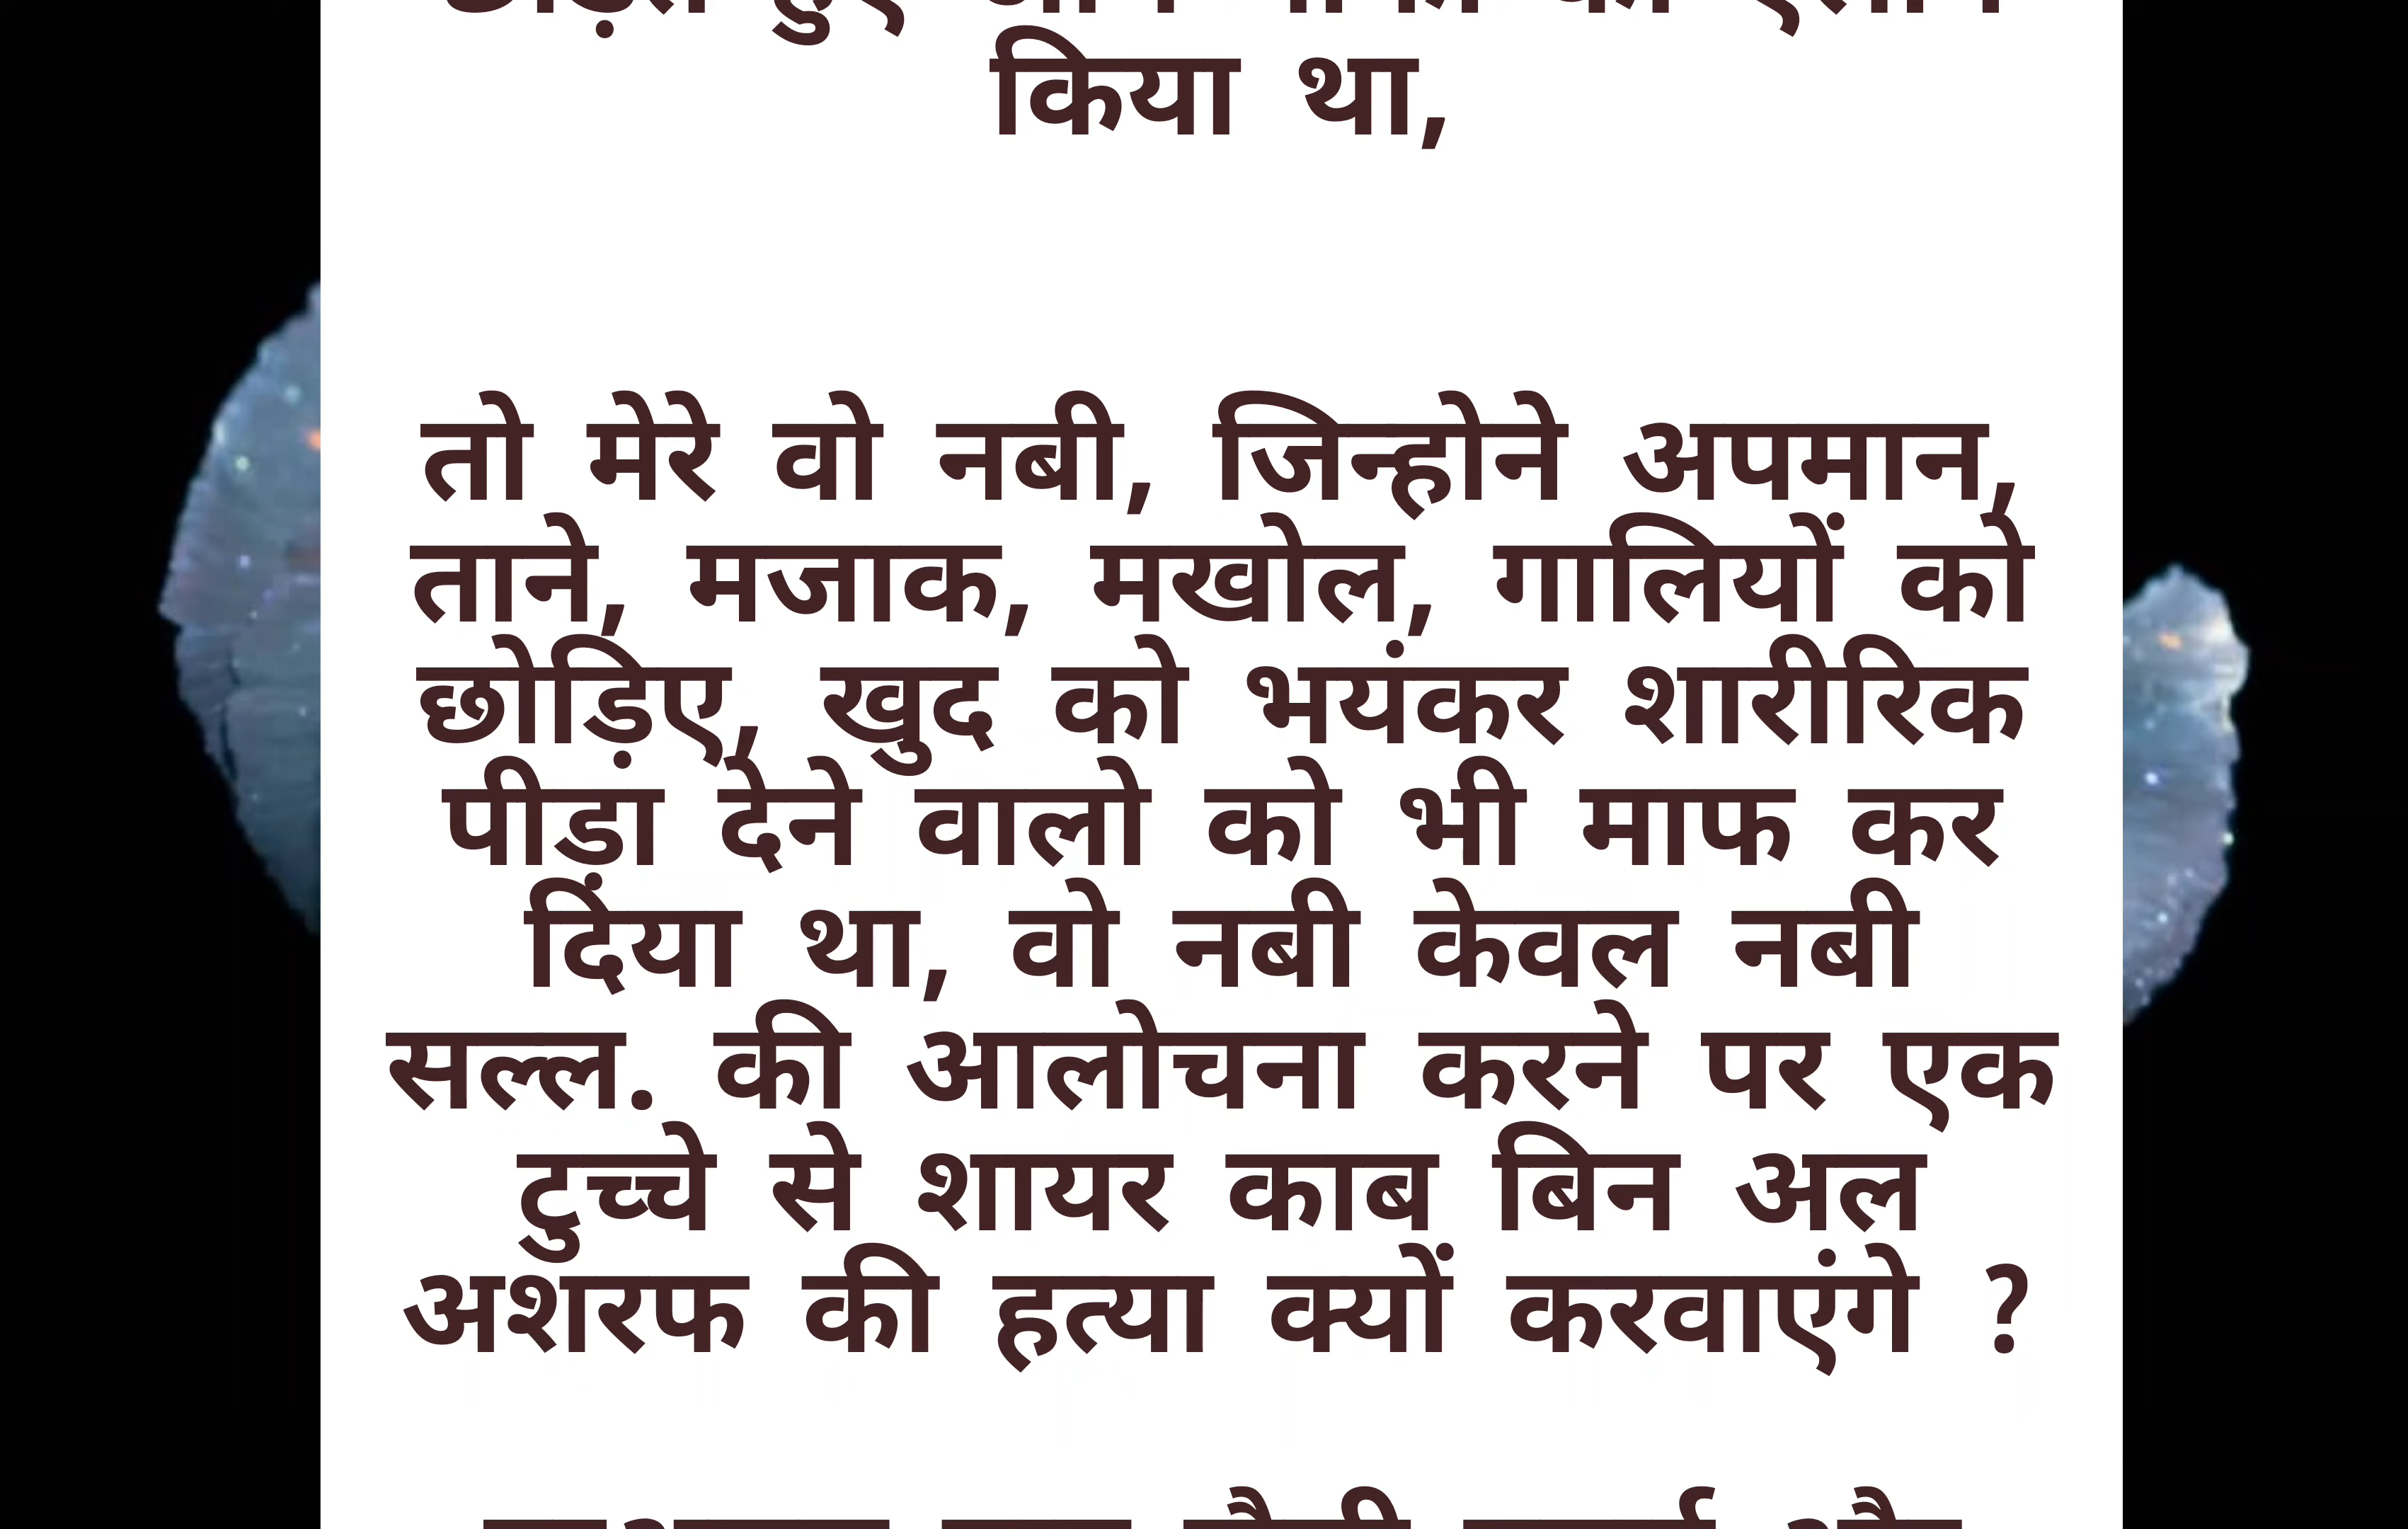 किया था,
तो मेरे वो नबी, जिन्होने अपमान,
ताने, मजाक, मखोल, गालियों को
छोड़िए, खुद को भयंकर शारीरिक
पीडा देने वालो को भी माफ कर
दिया था, वो नबी केवल नबी
सल्ल. की आलोचना करने पर एक
टुच्चे से शायर काब बिन अल
अशरफ की हत्या क्यों करवाएंगे ?